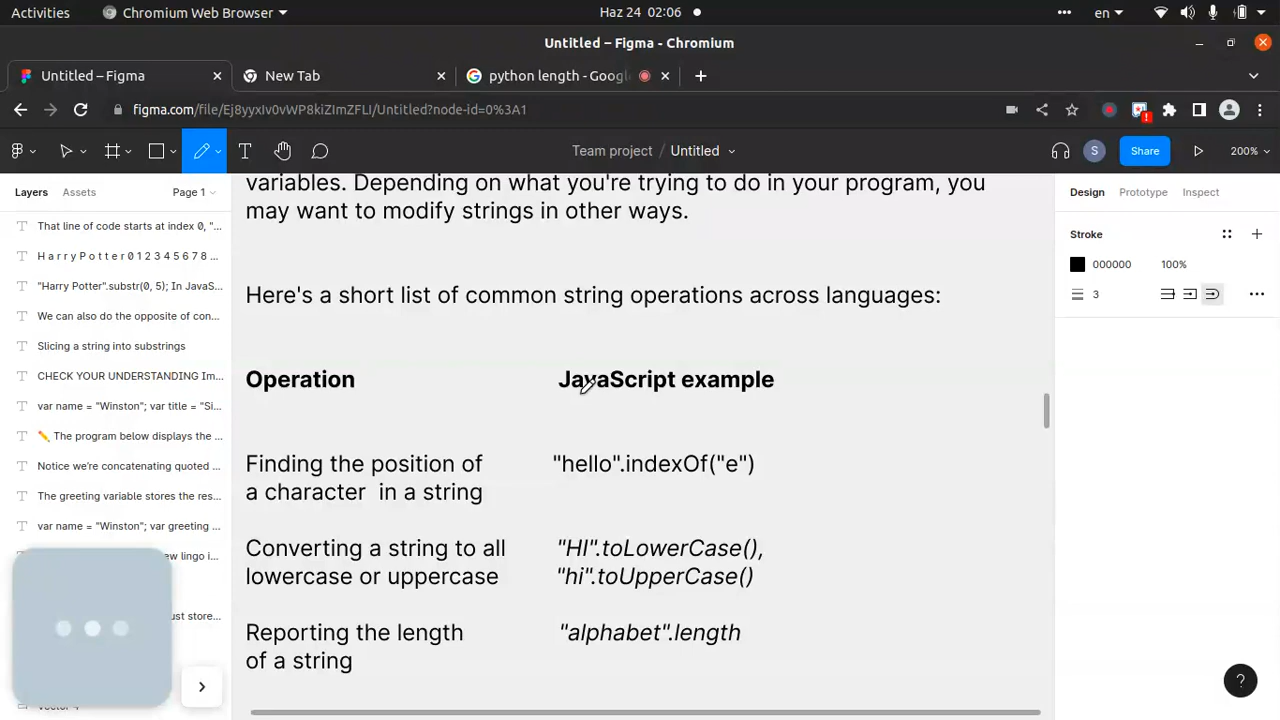 Activities
Chromium Web Browser
Haz 24 02:06
en
Untitled – Figma - Chromium
Untitled – Figma
New Tab
python length - Googl
figma.com/file/Ej8yyxIv0vWP8kiZImZFLI/Untitled?node-id=0%3A1
Team project / Untitled
S
Share
200%
Layers
Assets
Page 1
Design
Prototype
Inspect
That line of code starts at index 0, "...
H a r r y P o t t e r 0 1 2 3 4 5 6 7 8 ...
"Harry Potter".substr(0, 5); In JavaS...
We can also do the opposite of con...
Slicing a string into substrings
CHECK YOUR UNDERSTANDING Im...
var name = "Winston"; var title = "Si...
✏️ The program below displays the ...
Notice we're concatenating quoted ...
The greeting variable stores the res...
var name = "Winston"; var greeting ...
ew lingo i...
ust store...
variables. Depending on what you're trying to do in your program, you
may want to modify strings in other ways.
Here's a short list of common string operations across languages:
Operation
JavaScript example
Finding the position of
a character in a string
"hello".indexOf("e")
Converting a string to all
lowercase or uppercase
"HI".toLowerCase(),
"hi".toUpperCase()
Reporting the length
of a string
"alphabet".length
Stroke
000000
100%
3
?